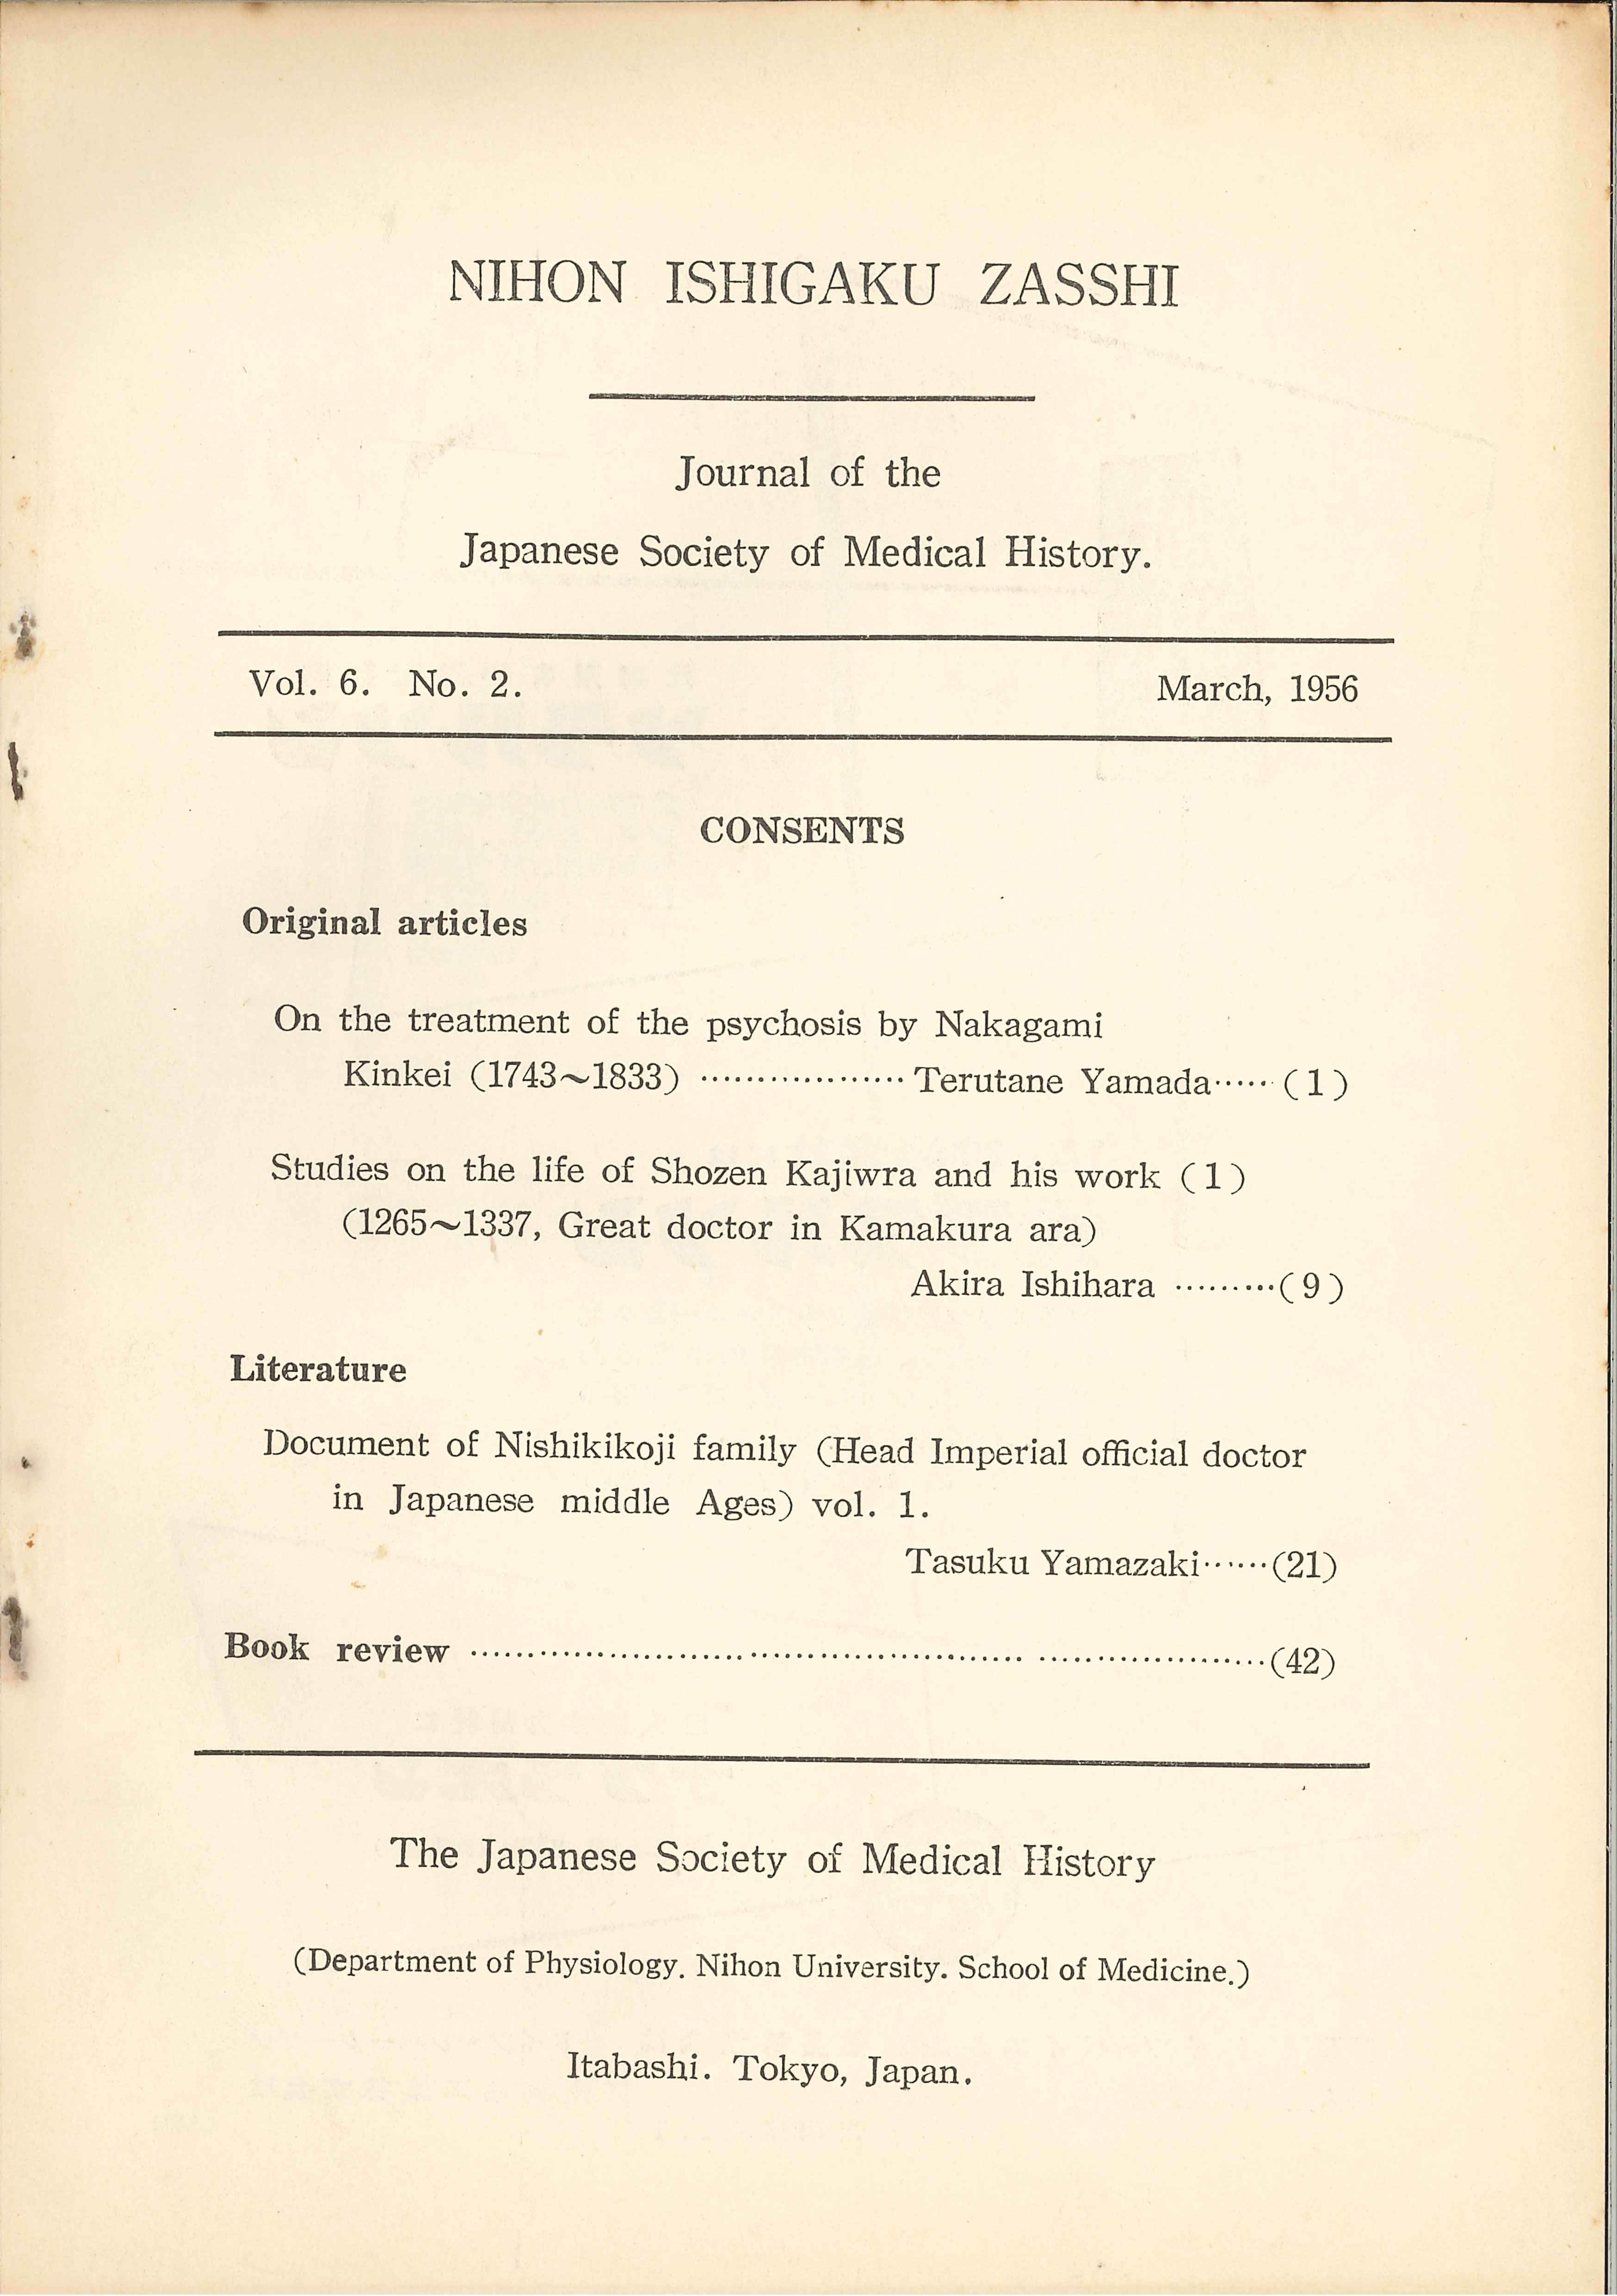 NIHON ISHIGAKU ZASSHI
Journal of the
Japanese Society of Medical History.
Vol. 6. No. 2. March, 1956
CONSENTS
Original articles
On the treatment of the psychosis by Nakagami
Kinkei (1743～1833) ·················· Terutane Yamada······ (1)
Studies on the life of Shozen Kajiwra and his work (1)
(1265～1337, Great doctor in Kamakura ara)
Akira Ishihara ·········(9)
Literature
Document of Nishikikoji family (Head Imperial official doctor
in Japanese middle Ages) vol. 1.
Tasuku Yamazaki······(21)
Book review ·····································································(42)
The Japanese Society of Medical History
(Department of Physiology. Nihon University. School of Medicine.)
Itabashi. Tokyo, Japan.